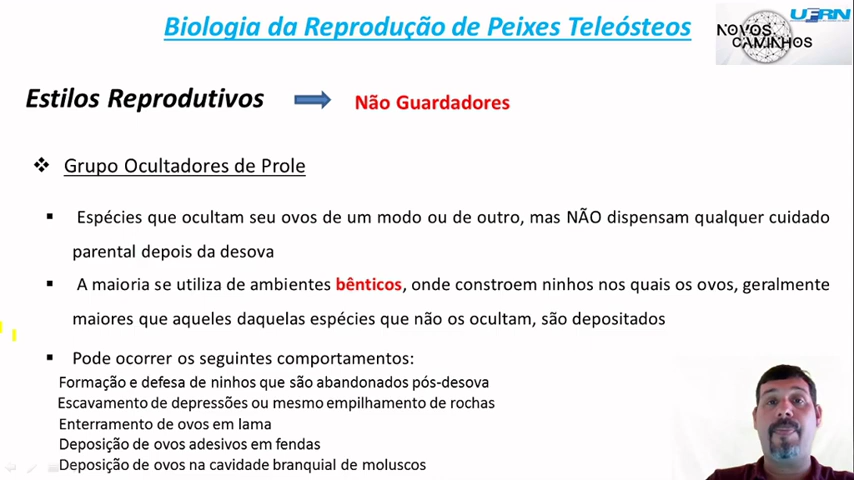 Biologia da Reprodução de Peixes Teleósteos
UFRN
NOVOS
CAMINHOS
Estilos Reprodutivos
Não Guardadores
Grupo Ocultadores de Prole
Espécies que ocultam seu ovos de um modo ou de outro, mas NÃO dispensam qualquer cuidado
parental depois da desova
A maioria se utiliza de ambientes bênticos, onde constroem ninhos nos quais os ovos, geralmente
maiores que aqueles daquelas espécies que não os ocultam, são depositados
Pode ocorrer os seguintes comportamentos:
Formação e defesa de ninhos que são abandonados pós-desova
Escavamento de depressões ou mesmo empilhamento de rochas
Enterramento de ovos em lama
Deposição de ovos adesivos em fendas
Deposição de ovos na cavidade branquial de moluscos